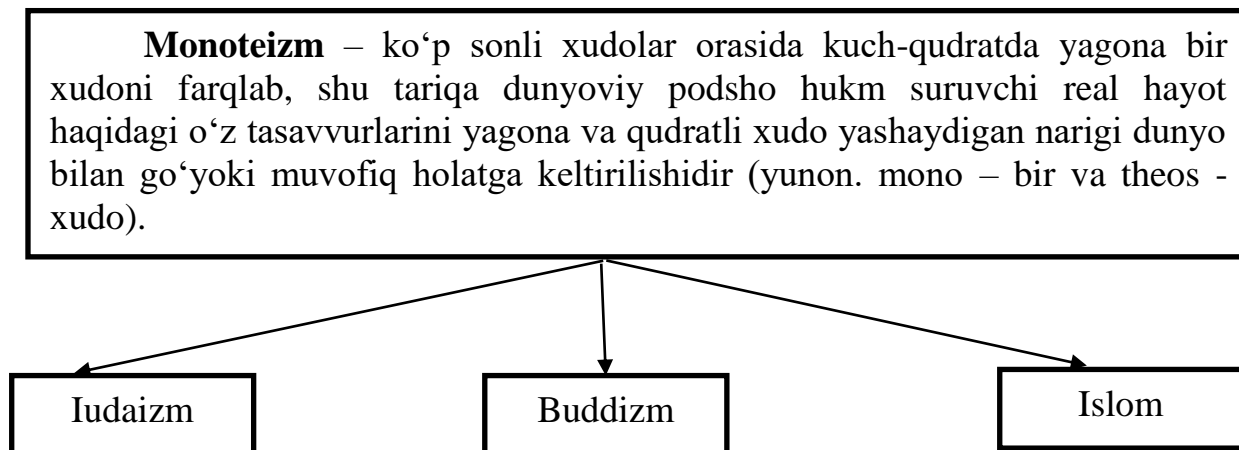 Monoteizm – ko‘p sonli xudolar orasida kuch-qudratda yagona bir
xudoni farqlab, shu tariqa dunyoviy podsho hukm suruvchi real hayot
haqidagi o‘z tasavvurlarini yagona va qudratli xudo yashaydigan narigi dunyo
bilan go‘yoki muvofiq holatga keltirilishidir (yunon. mono – bir va theos -
xudo).
Iudaizm
Buddizm
Islom